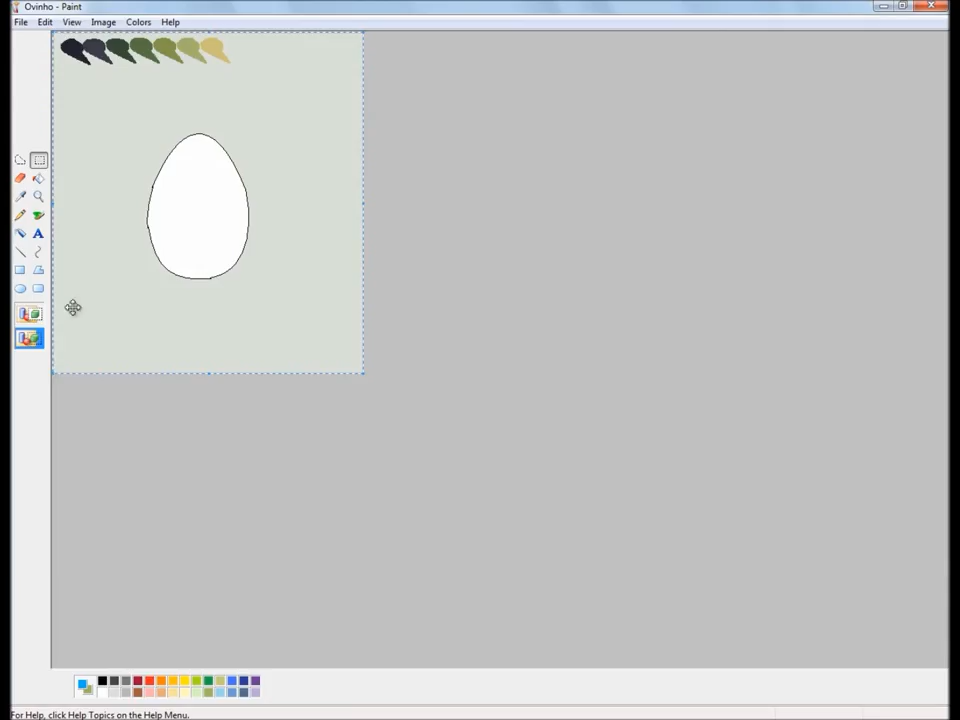 Ovinho - Paint
File Edit View Image Colors Help
A
For Help, click Help Topics on the Help Menu.